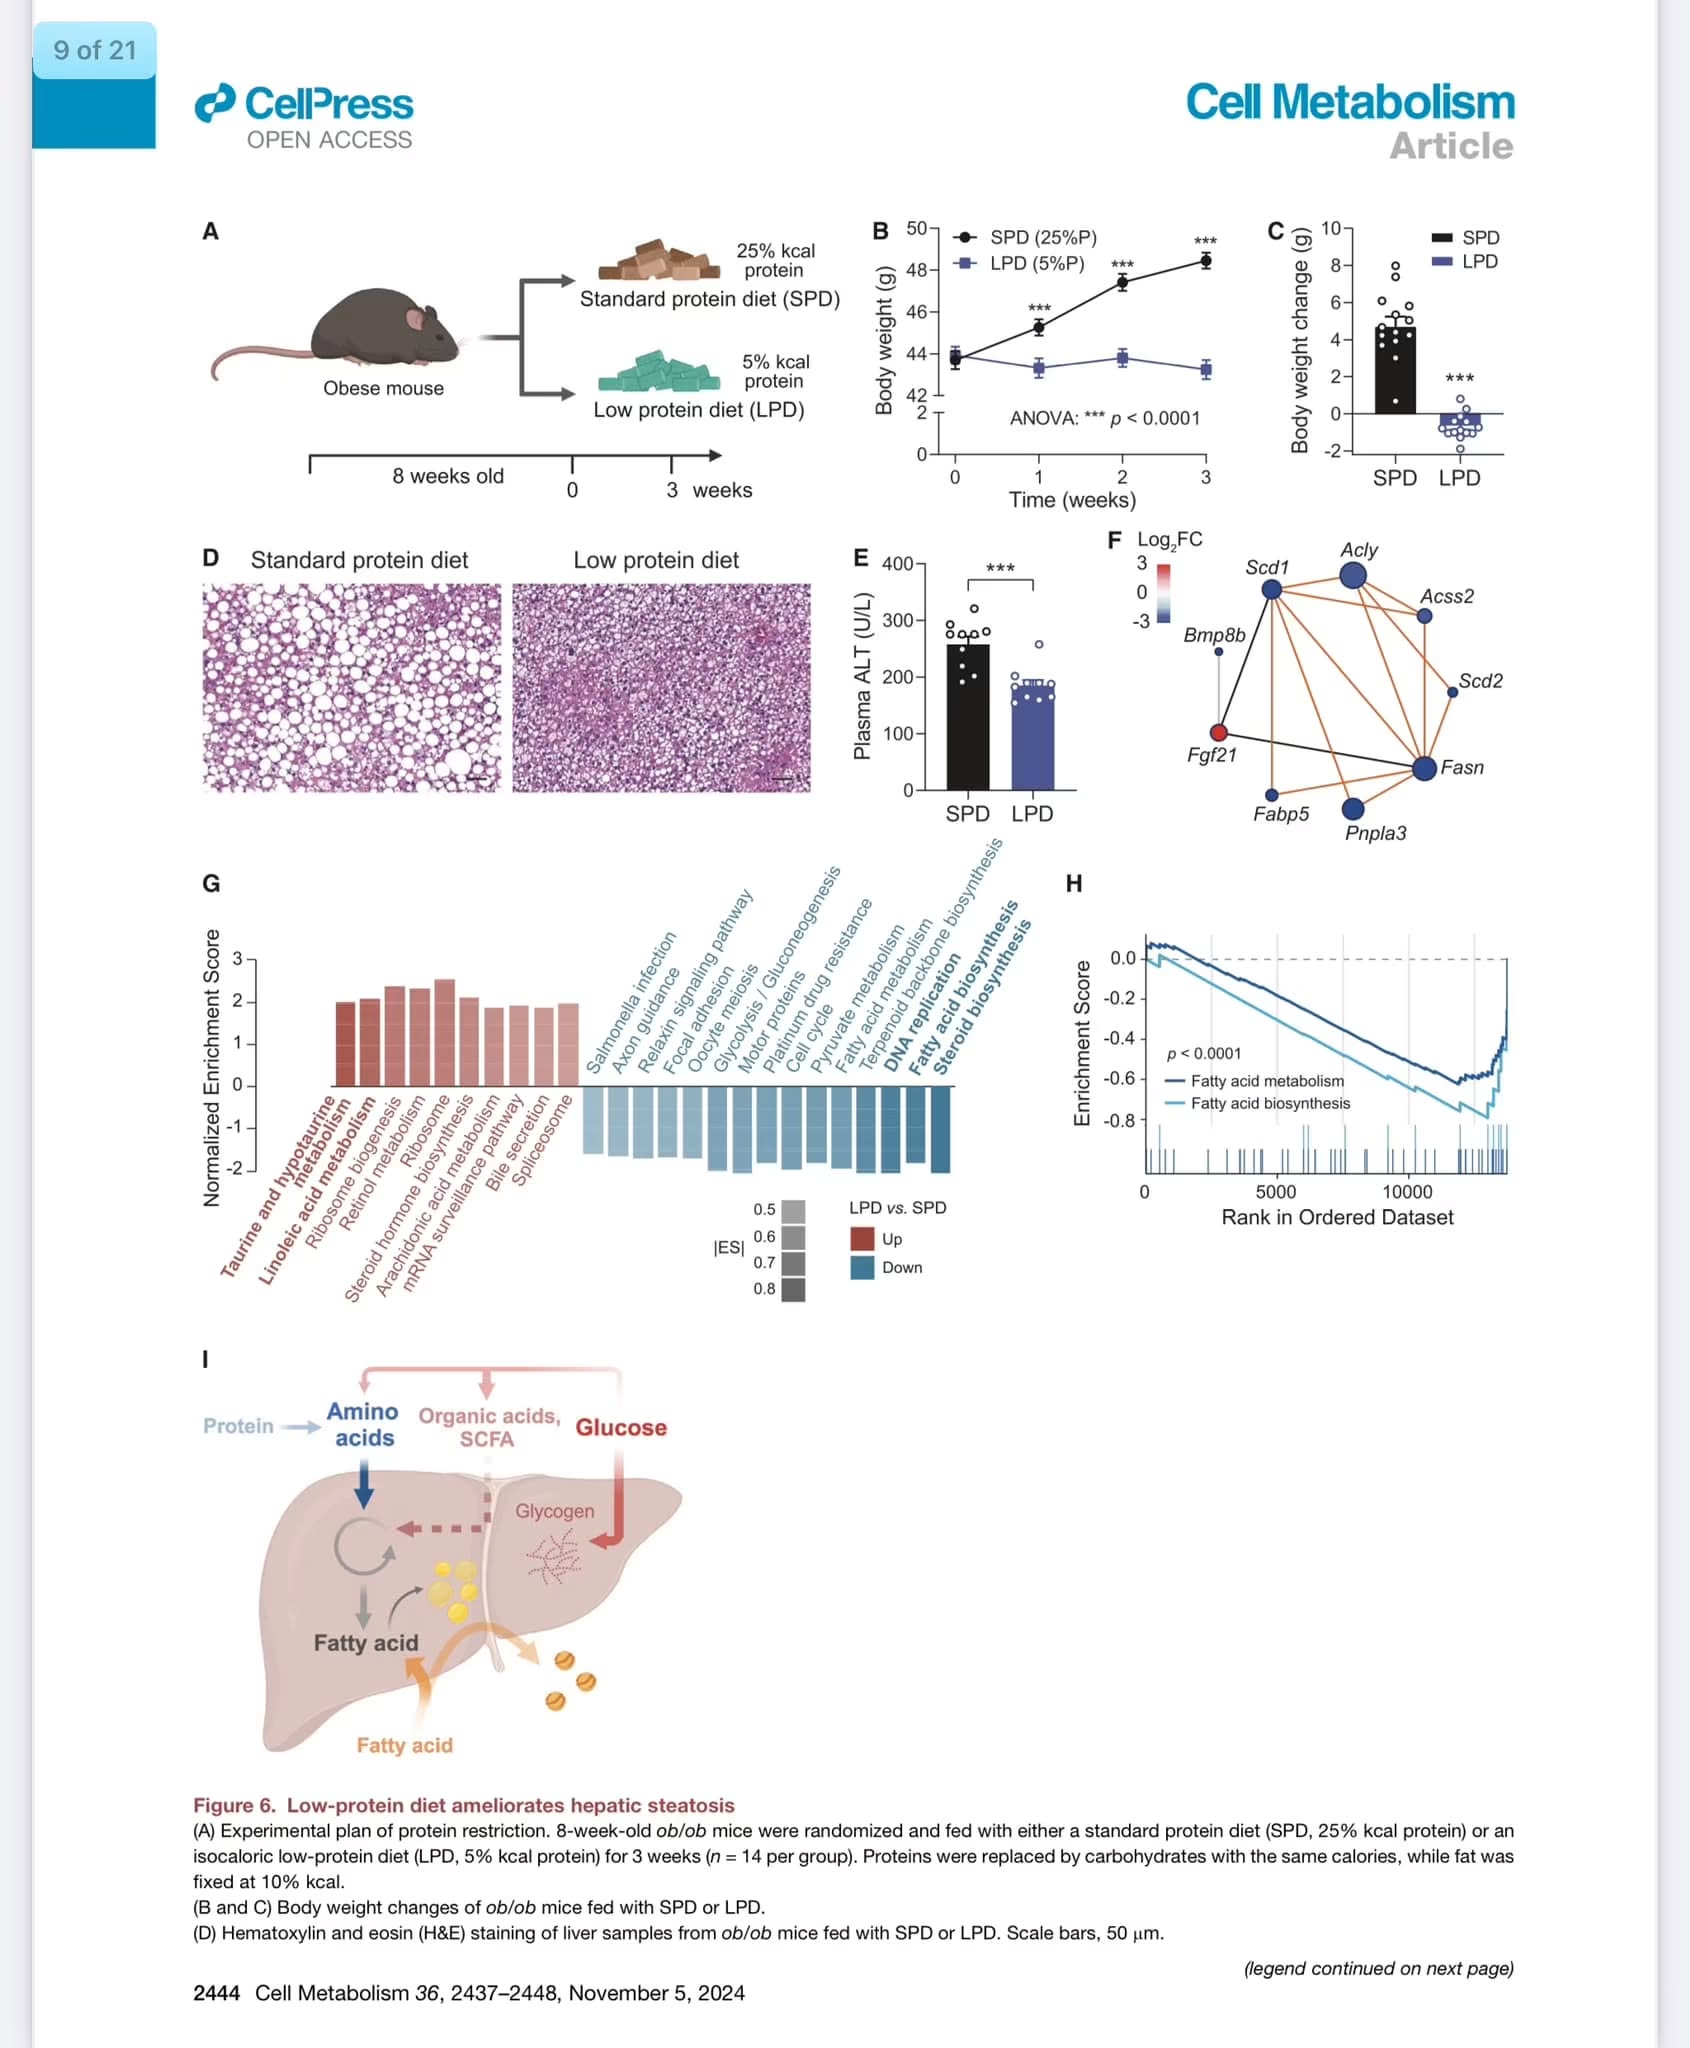 9 of 21
CellPress
OPEN ACCESS
Cell Metabolism
Article
A
25% kcal
protein
Standard protein diet (SPD)
Obese mouse
5% kcal
protein
Low protein diet (LPD)
8 weeks old
0
3 weeks
B
Body weight (g)
50
48
46
44
42
2
0
SPD (25%P)
LPD (5%P)
***
***
***
ANOVA: *** p < 0.0001
0 1 2 3
Time (weeks)
C
Body weight change (g)
10
8
6
4
2
0
-2
SPD
LPD
***
SPD LPD
D
Standard protein diet
Low protein diet
E
Plasma ALT (U/L)
400
300
200
100
0
***
SPD LPD
F
Log2FC
3
0
-3
Scd1
Acly
Acss2
Bmp8b
Scd2
Fgf21
Fasn
Fabp5
Pnpla3
G
Normalized Enrichment Score
3
2
1
0
-1
-2
Taurine and hypotaurine
metabolism
Linoleic acid metabolism
Ribosome biogenesis
Retinol metabolism
Ribosome
Steroid hormone biosynthesis
Arachidonic acid metabolism
mRNA surveillance pathway
Bile secretion
Spliceosome
Salmonella infection
Axon guidance
Relaxin signaling pathway
Focal adhesion
Oocyte meiosis
Glycolysis / Gluconeogenesis
Motor proteins
Platinum drug resistance
Cell cycle
Pyruvate metabolism
Fatty acid metabolism
Terpenoid backbone biosynthesis
DNA replication
Fatty acid biosynthesis
Steroid biosynthesis
|ES|
0.5
0.6
0.7
0.8
LPD vs. SPD
Up
Down
H
Enrichment Score
0.0
-0.2
-0.4
-0.6
-0.8
p < 0.0001
Fatty acid metabolism
Fatty acid biosynthesis
0 5000 10000
Rank in Ordered Dataset
I
Protein
Amino
acids
Organic acids,
SCFA
Glucose
Glycogen
Fatty acid
Fatty acid
Figure 6. Low-protein diet ameliorates hepatic steatosis
(A) Experimental plan of protein restriction. 8-week-old ob/ob mice were randomized and fed with either a standard protein diet (SPD, 25% kcal protein) or an
isocaloric low-protein diet (LPD, 5% kcal protein) for 3 weeks (n = 14 per group). Proteins were replaced by carbohydrates with the same calories, while fat was
fixed at 10% kcal.
(B and C) Body weight changes of ob/ob mice fed with SPD or LPD.
(D) Hematoxylin and eosin (H&E) staining of liver samples from ob/ob mice fed with SPD or LPD. Scale bars, 50 μm.
(legend continued on next page)
2444 Cell Metabolism 36, 2437–2448, November 5, 2024